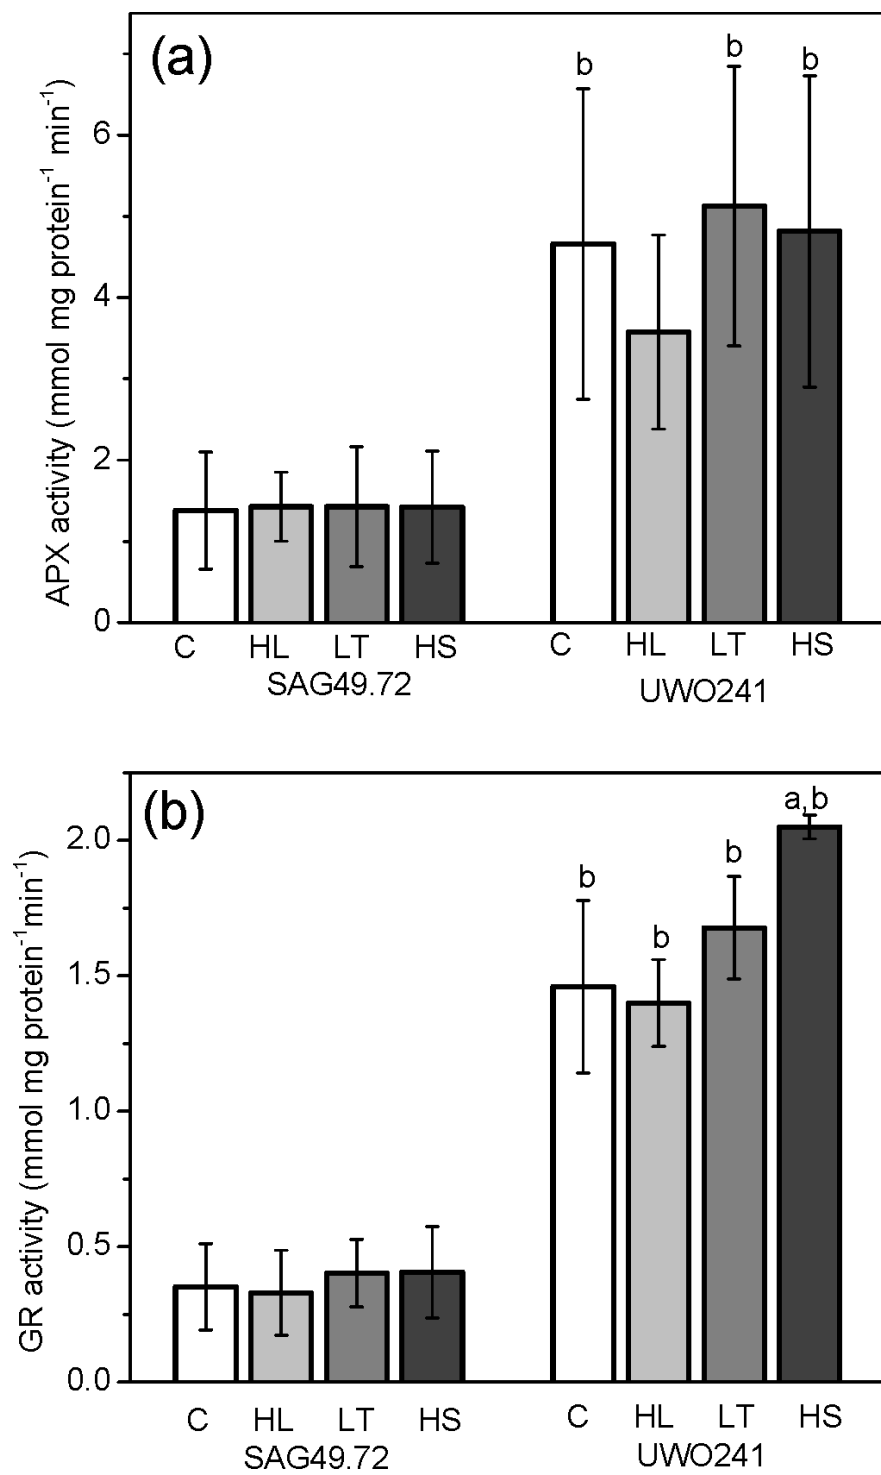 (a)
b
b
b
APX activity (mmol mg protein⁻¹ min⁻¹)
6
4
2
0
C HL LT HS C HL LT HS
SAG49.72 UWO241
(b)
a,b
b
b
b
GR activity (mmol mg protein⁻¹min⁻¹)
2.0
1.5
1.0
0.5
0.0
C HL LT HS C HL LT HS
SAG49.72 UWO241